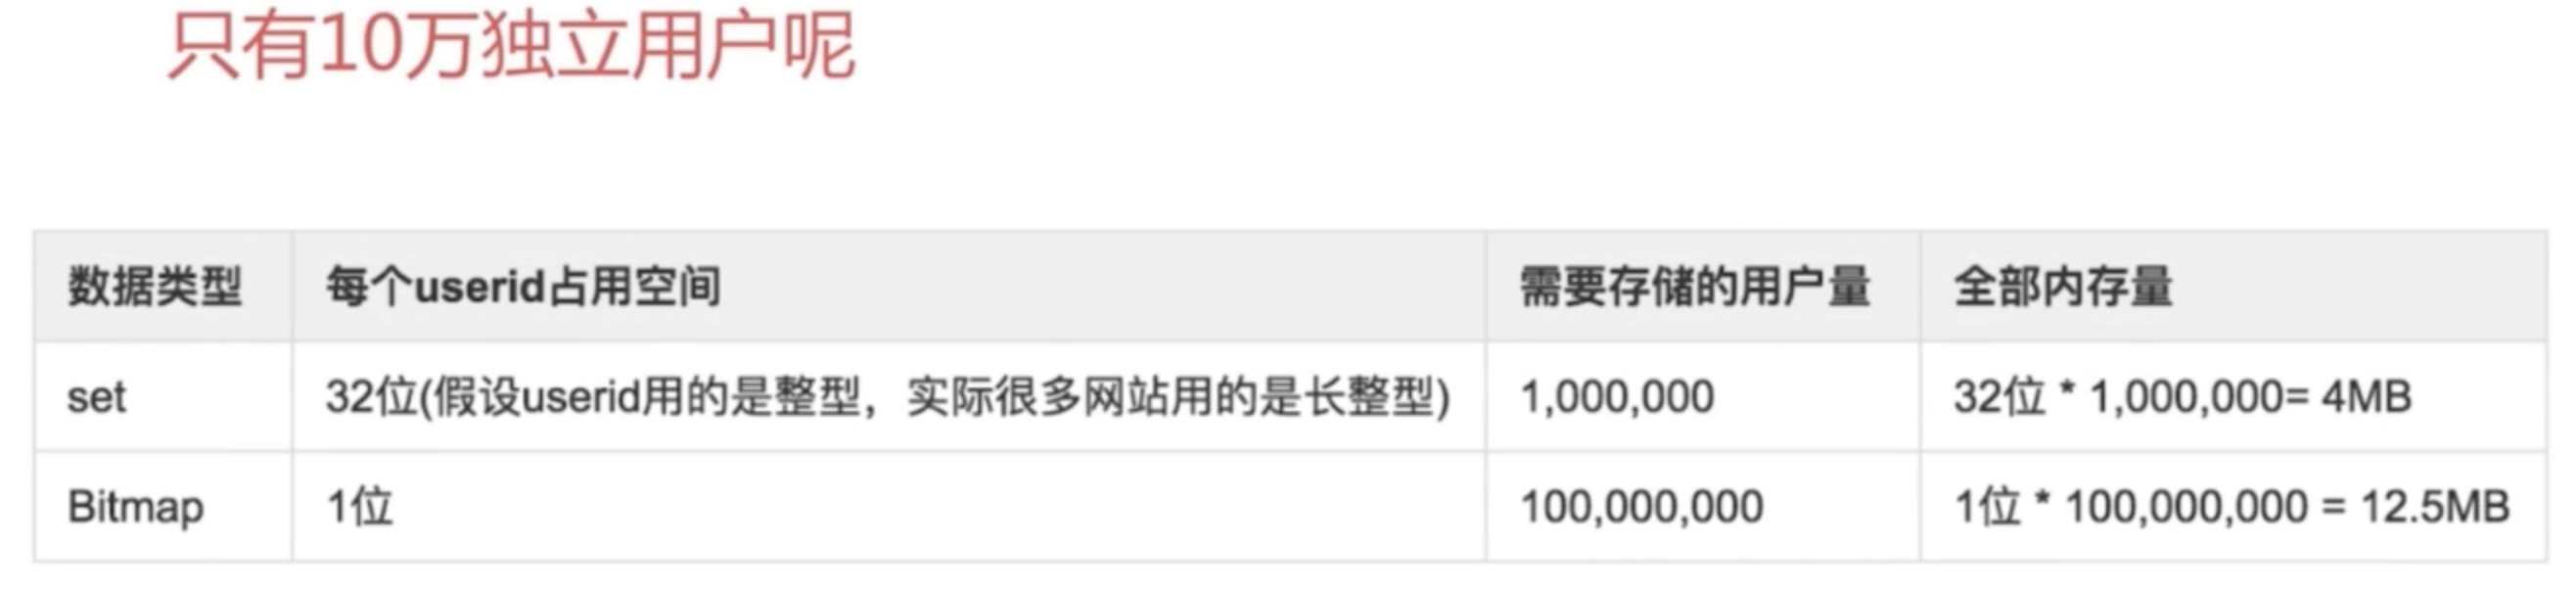 只有10万独立用户呢
数据类型 每个userid占用空间 需要存储的用户量 全部内存量
set 32位(假设userid用的是整型，实际很多网站用的是长整型) 1,000,000 32位 * 1,000,000= 4MB
Bitmap 1位 100,000,000 1位 * 100,000,000 = 12.5MB